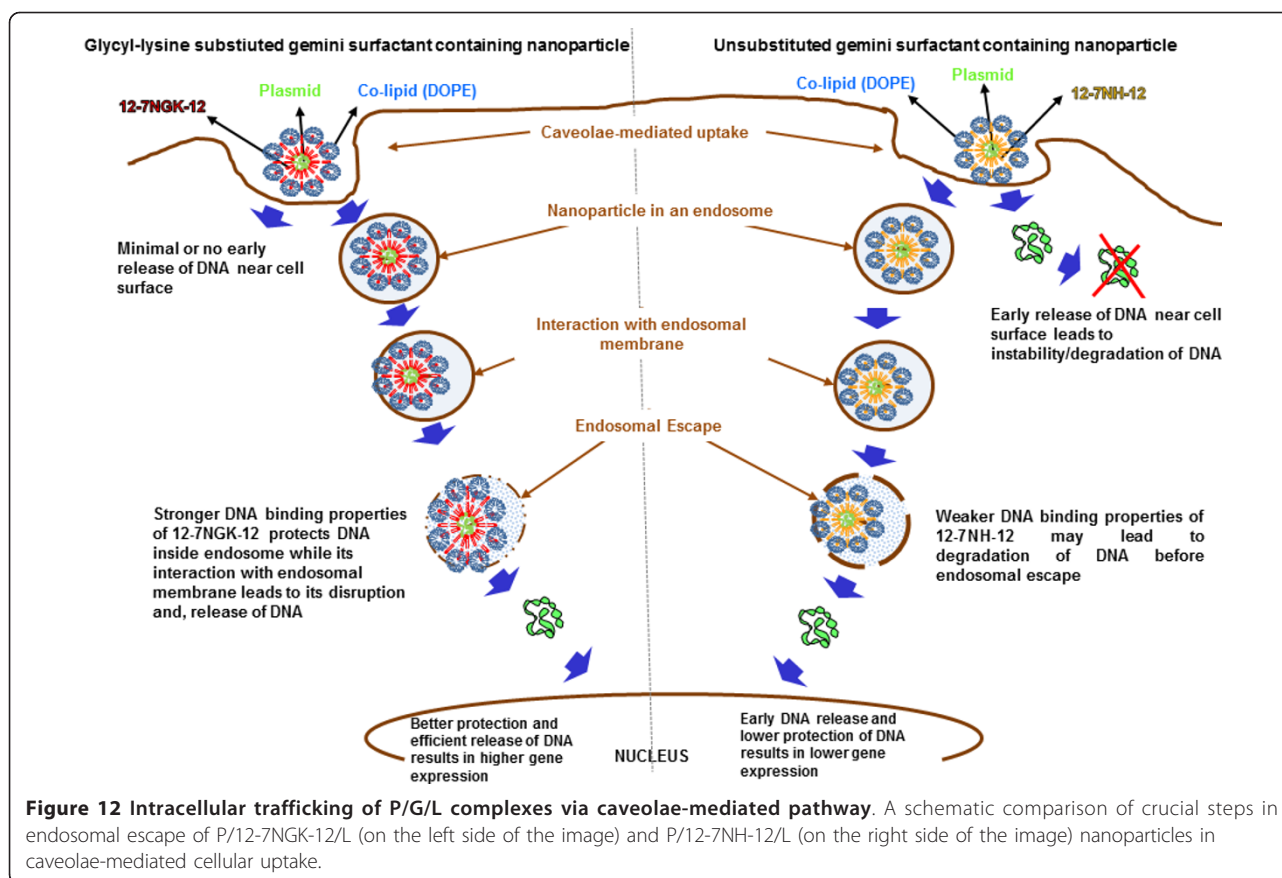 Glycyl-lysine substiuted gemini surfactant containing nanoparticle
Unsubstituted gemini surfactant containing nanoparticle
12-7NGK-12
Plasmid
Co-lipid (DOPE)
Co-lipid (DOPE)
Plasmid
12-7NH-12
Caveolae-mediated uptake
Nanoparticle in an endosome
Minimal or no early
release of DNA near cell
surface
Early release of DNA near cell
surface leads to
instability/degradation of DNA
Interaction with endosomal
membrane
Endosomal Escape
Stronger DNA binding properties
of 12-7NGK-12 protects DNA
inside endosome while its
interaction with endosomal
membrane leads to its disruption
and, release of DNA
Weaker DNA binding properties of
12-7NH-12 may lead to
degradation of DNA before
endosomal escape
Better protection and
efficient release of DNA
results in higher gene
expression
NUCLEUS
Early DNA release and
lower protection of DNA
results in lower gene
expression
Figure 12 Intracellular trafficking of P/G/L complexes via caveolae-mediated pathway. A schematic comparison of crucial steps in
endosomal escape of P/12-7NGK-12/L (on the left side of the image) and P/12-7NH-12/L (on the right side of the image) nanoparticles in
caveolae-mediated cellular uptake.